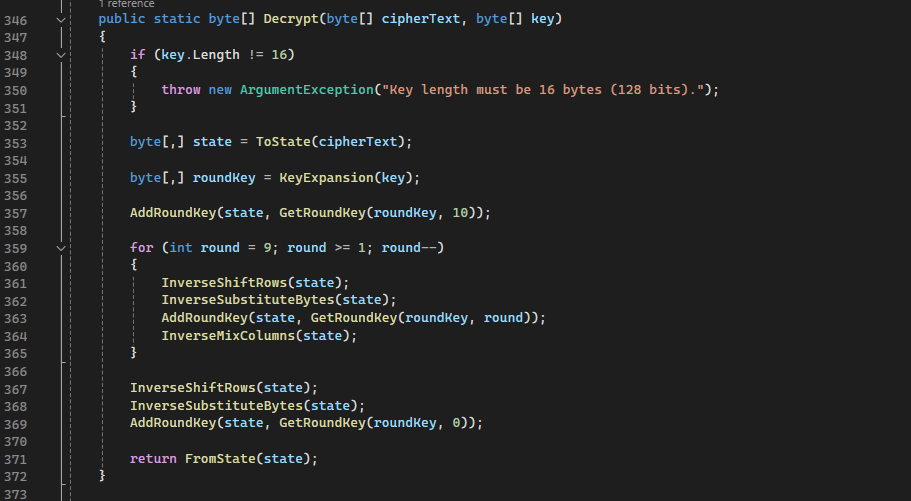 1 reference
346 public static byte[] Decrypt(byte[] cipherText, byte[] key)
347 {
348 if (key.Length != 16)
349 {
350 throw new ArgumentException("Key length must be 16 bytes (128 bits).");
351 }
352
353 byte[,] state = ToState(cipherText);
354
355 byte[,] roundKey = KeyExpansion(key);
356
357 AddRoundKey(state, GetRoundKey(roundKey, 10));
358
359 for (int round = 9; round >= 1; round--)
360 {
361 InverseShiftRows(state);
362 InverseSubstituteBytes(state);
363 AddRoundKey(state, GetRoundKey(roundKey, round));
364 InverseMixColumns(state);
365 }
366
367 InverseShiftRows(state);
368 InverseSubstituteBytes(state);
369 AddRoundKey(state, GetRoundKey(roundKey, 0));
370
371 return FromState(state);
372 }
373